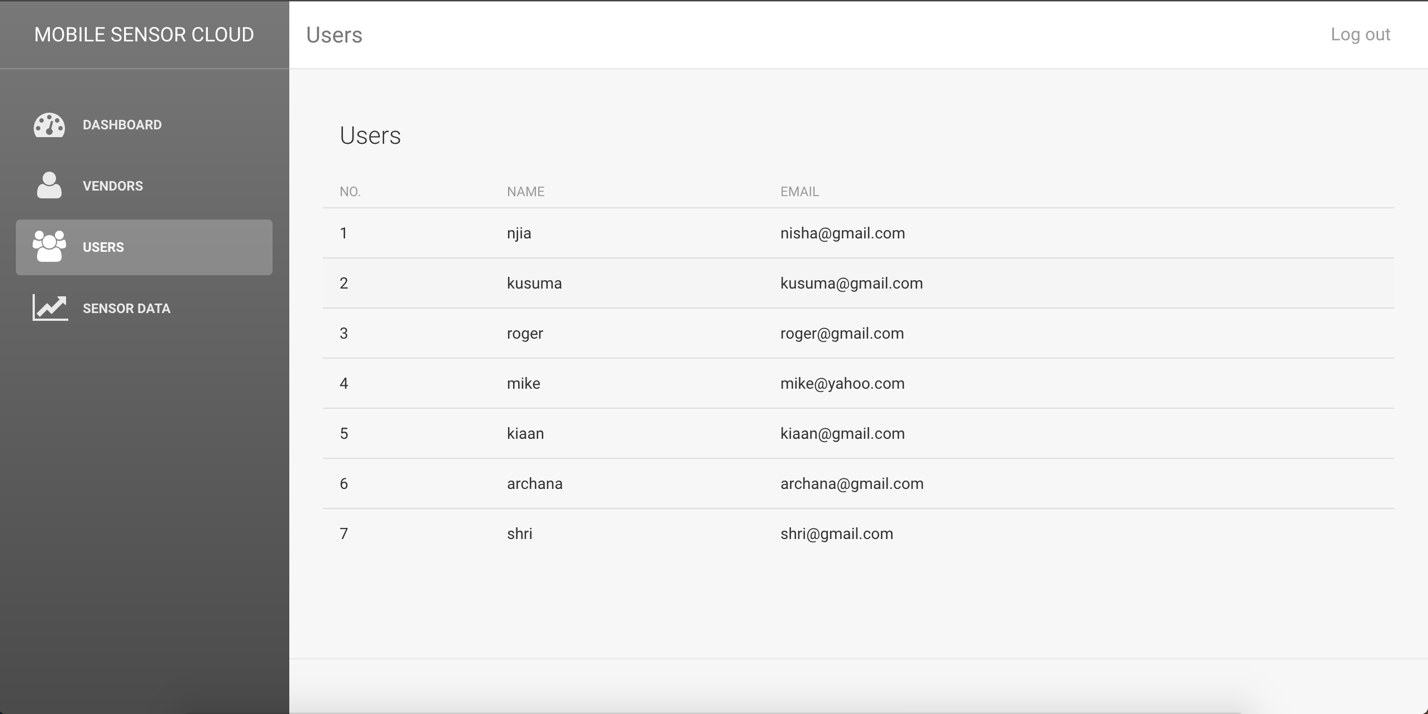 MOBILE SENSOR CLOUD
Users
Log out
DASHBOARD
VENDORS
USERS
SENSOR DATA
Users
NO. NAME EMAIL
1 njia nisha@gmail.com
2 kusuma kusuma@gmail.com
3 roger roger@gmail.com
4 mike mike@yahoo.com
5 kiaan kiaan@gmail.com
6 archana archana@gmail.com
7 shri shri@gmail.com